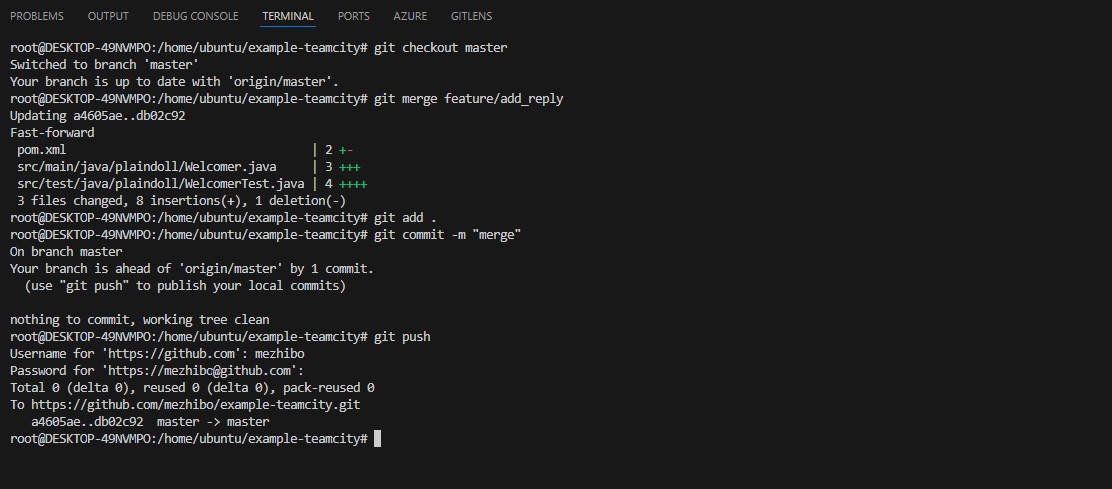 PROBLEMS OUTPUT DEBUG CONSOLE TERMINAL PORTS AZURE GITLENS
root@DESKTOP-49NVMPO:/home/ubuntu/example-teamcity# git checkout master
Switched to branch 'master'
Your branch is up to date with 'origin/master'.
root@DESKTOP-49NVMPO:/home/ubuntu/example-teamcity# git merge feature/add_reply
Updating a4605ae..db02c92
Fast-forward
 pom.xml                                | 2 +-
 src/main/java/plaindoll/Welcomer.java     | 3 +++
 src/test/java/plaindoll/WelcomerTest.java | 4 ++++
 3 files changed, 8 insertions(+), 1 deletion(-)
root@DESKTOP-49NVMPO:/home/ubuntu/example-teamcity# git add .
root@DESKTOP-49NVMPO:/home/ubuntu/example-teamcity# git commit -m "merge"
On branch master
Your branch is ahead of 'origin/master' by 1 commit.
  (use "git push" to publish your local commits)
nothing to commit, working tree clean
root@DESKTOP-49NVMPO:/home/ubuntu/example-teamcity# git push
Username for 'https://github.com': mezhibo
Password for 'https://mezhibo@github.com':
Total 0 (delta 0), reused 0 (delta 0), pack-reused 0
To https://github.com/mezhibo/example-teamcity.git
   a4605ae..db02c92  master -> master
root@DESKTOP-49NVMPO:/home/ubuntu/example-teamcity#